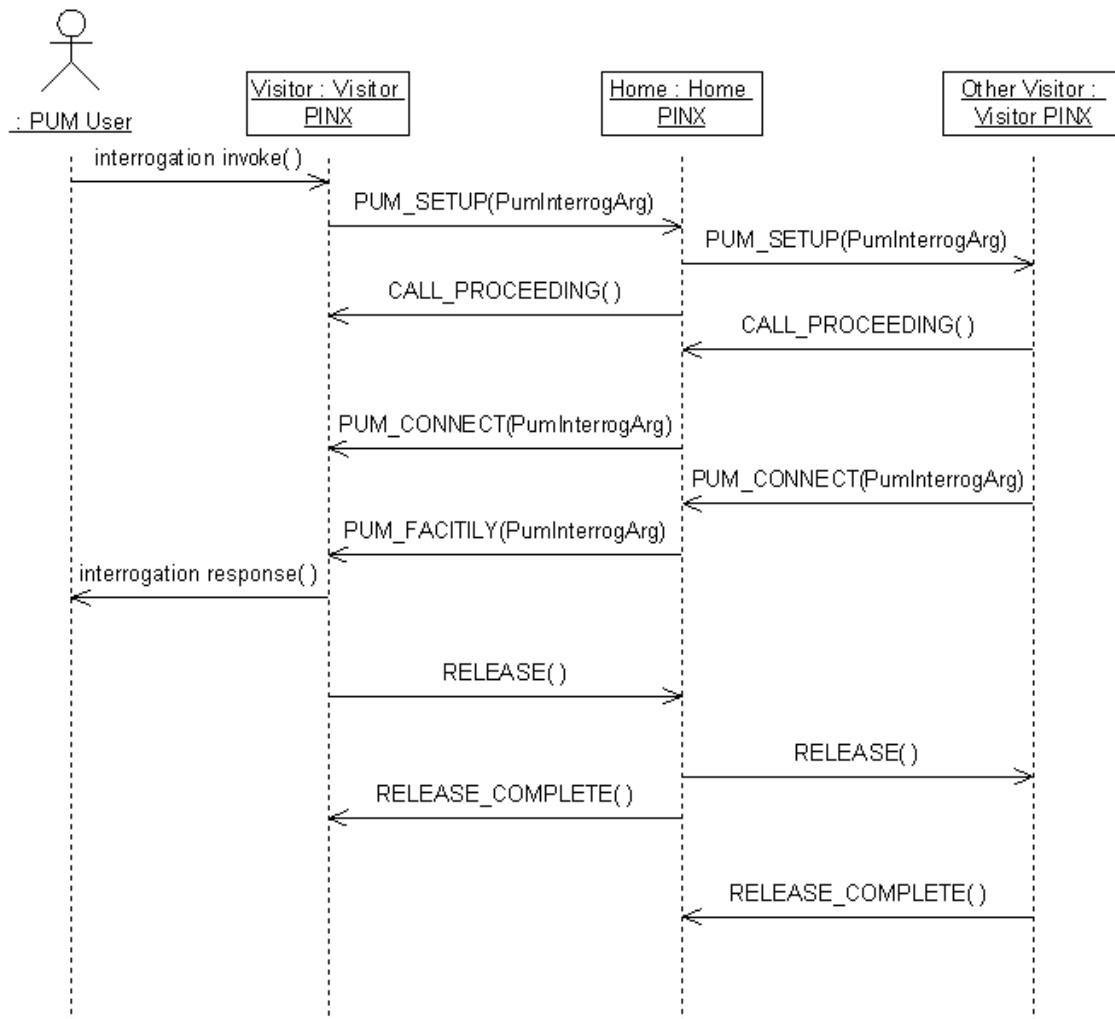 Visitor : Visitor
PINX
Home : Home
PINX
Other Visitor :
Visitor PINX
: PUM User
interrogation invoke( )
PUM_SETUP(PumInterrogArg)
PUM_SETUP(PumInterrogArg)
CALL_PROCEEDING( )
CALL_PROCEEDING( )
PUM_CONNECT(PumInterrogArg)
PUM_CONNECT(PumInterrogArg)
PUM_FACITILY(PumInterrogArg)
interrogation response( )
RELEASE( )
RELEASE( )
RELEASE_COMPLETE( )
RELEASE_COMPLETE( )